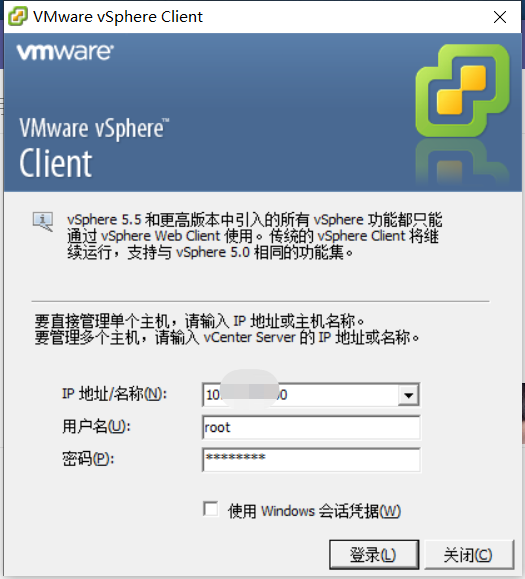 VMware vSphere Client
vmware®
VMware vSphere™
Client
vSphere 5.5 和更高版本中引入的所有 vSphere 功能都只能
通过 vSphere Web Client 使用。传统的 vSphere Client 将继
续运行，支持与 vSphere 5.0 相同的功能集。
要直接管理单个主机，请输入 IP 地址或主机名称。
要管理多个主机，请输入 vCenter Server 的 IP 地址或名称。
IP 地址/名称(N):
用户名(U): root
密码(P): ********
使用 Windows 会话凭据(W)
登录(L) 关闭(C)